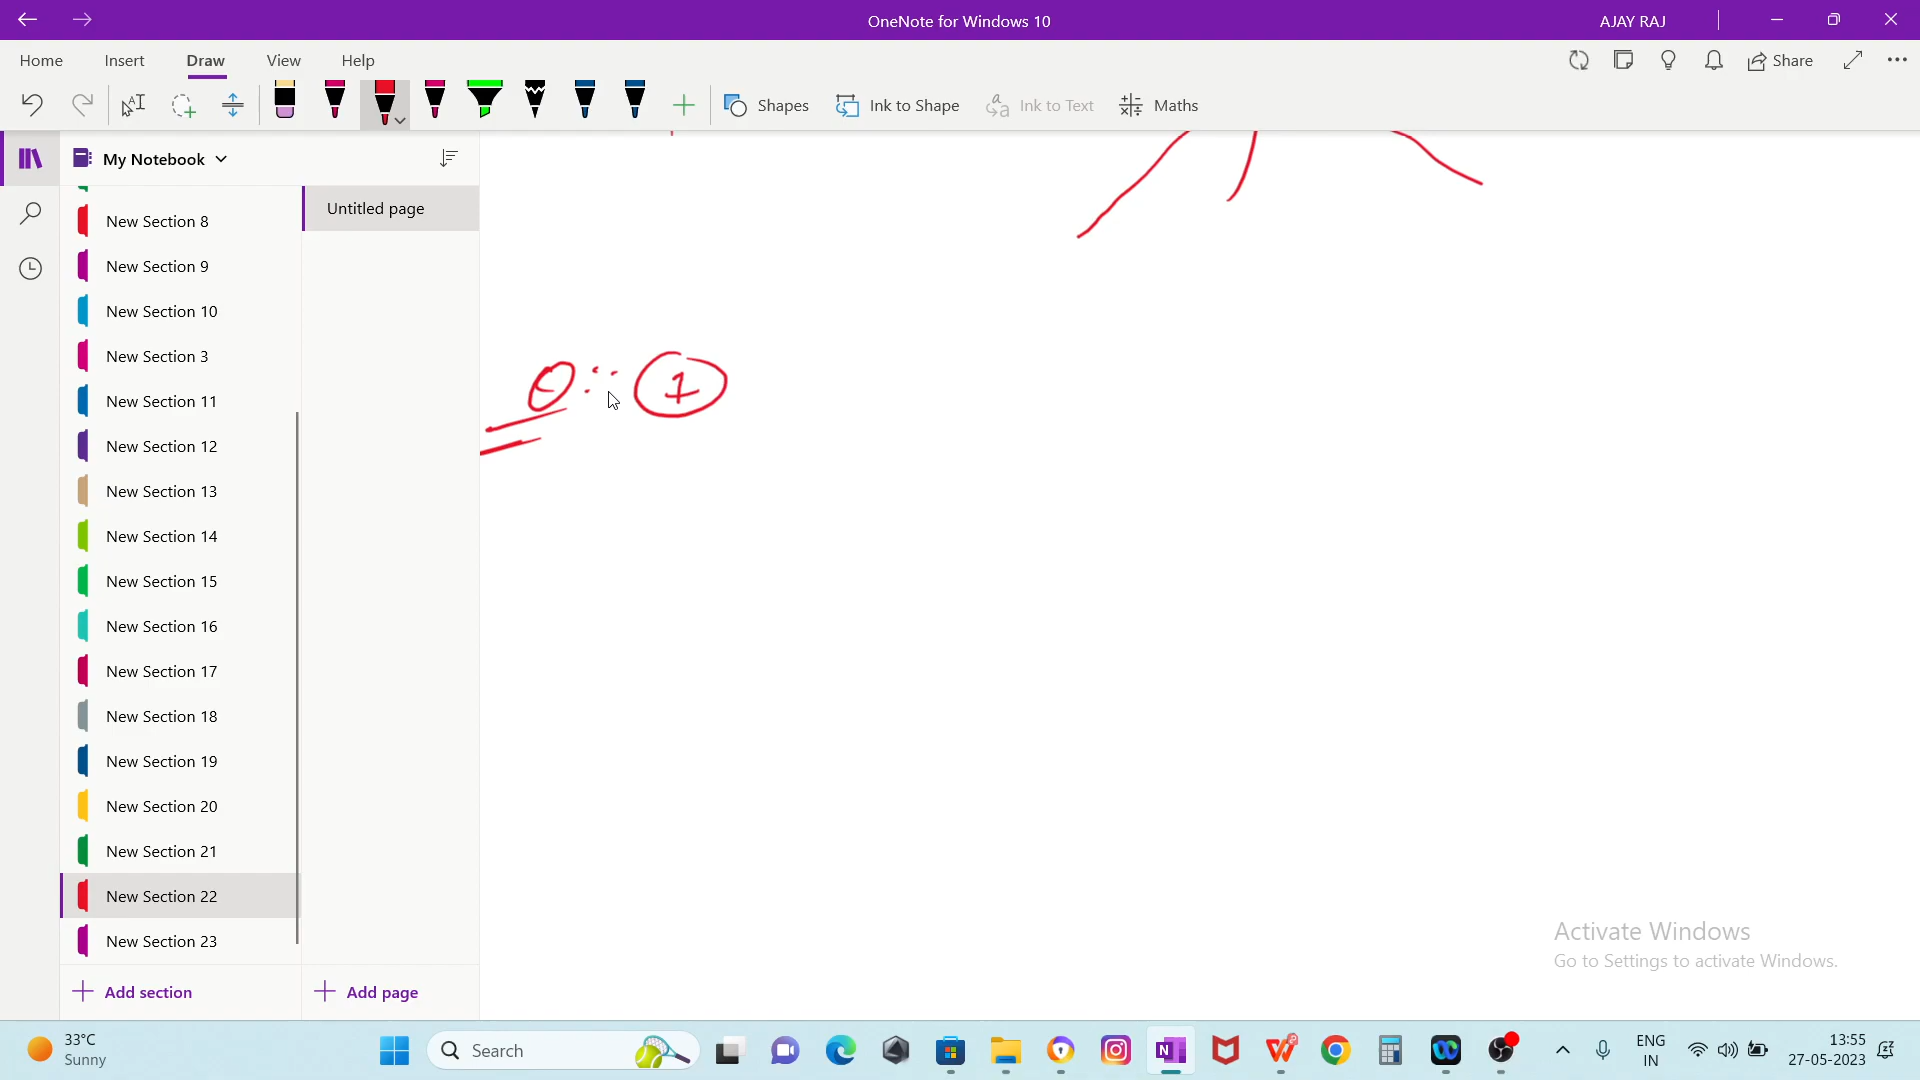 OneNote for Windows 10
AJAY RAJ
Home Insert Draw View Help
Share
Shapes Ink to Shape Ink to Text Maths
My Notebook
Untitled page
New Section 8
New Section 9
New Section 10
New Section 3
New Section 11
New Section 12
New Section 13
New Section 14
New Section 15
New Section 16
New Section 17
New Section 18
New Section 19
New Section 20
New Section 21
New Section 22
New Section 23
Add section
Add page
1
Activate Windows
Go to Settings to activate Windows.
33°C
Sunny
Search
ENG
IN
13:55
27-05-2023